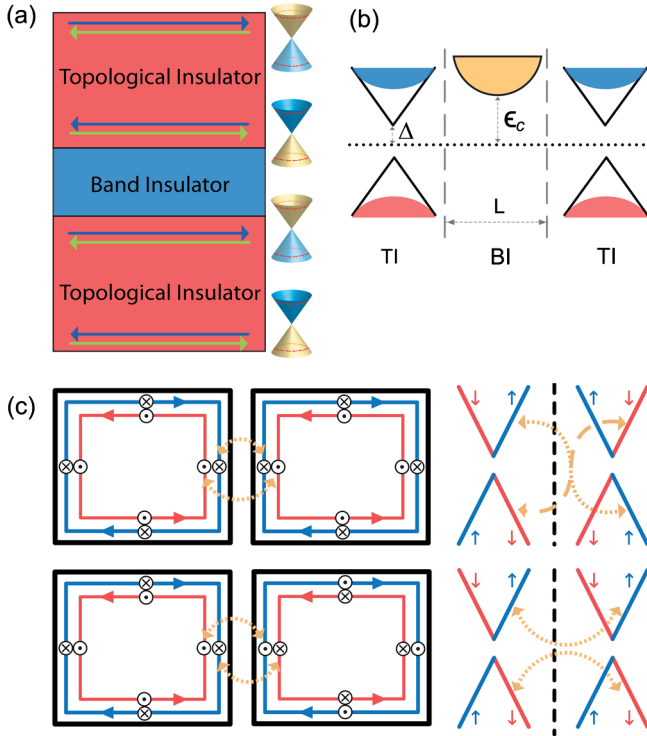 (a)
Topological Insulator
Band Insulator
Topological Insulator
(b)
Δ
ϵc
L
TI
BI
TI
(c)
↓ ↑ ↓ ↑
↑ ↓ ↑ ↓
↓ ↑ ↓ ↑
↑ ↓ ↑ ↓